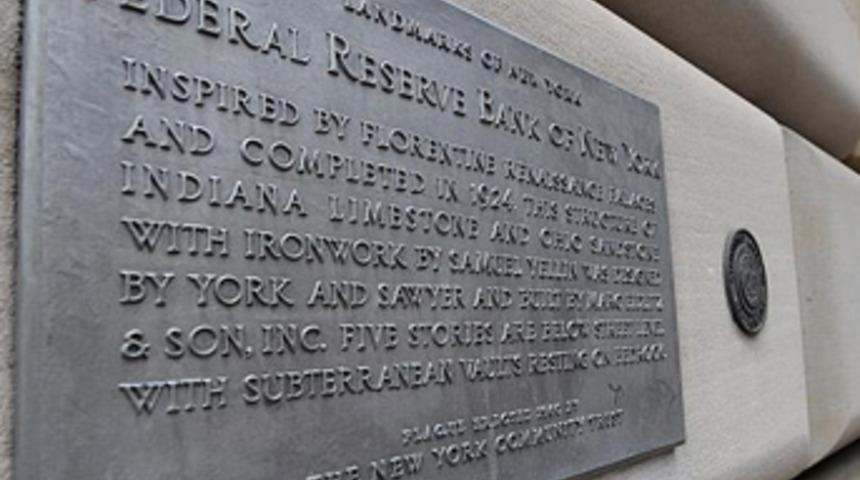 LANDMARKS OF NEW YORK
FEDERAL RESERVE BANK OF NEW YORK
INSPIRED BY FLORENTINE RENAISSANCE PALACES
AND COMPLETED IN 1924, THIS STRUCTURE OF
INDIANA LIMESTONE AND OHIO SANDSTONE
WITH IRONWORK BY SAMUEL YELLIN WAS DESIGNED
BY YORK AND SAWYER AND BUILT BY MARC EIDLITZ
& SON, INC. FIVE STORIES ARE BELOW STREET LEVEL
WITH SUBTERRANEAN VAULTS RESTING ON BEDROCK
PLAQUE ERECTED BY
THE NEW YORK COMMUNITY TRUST